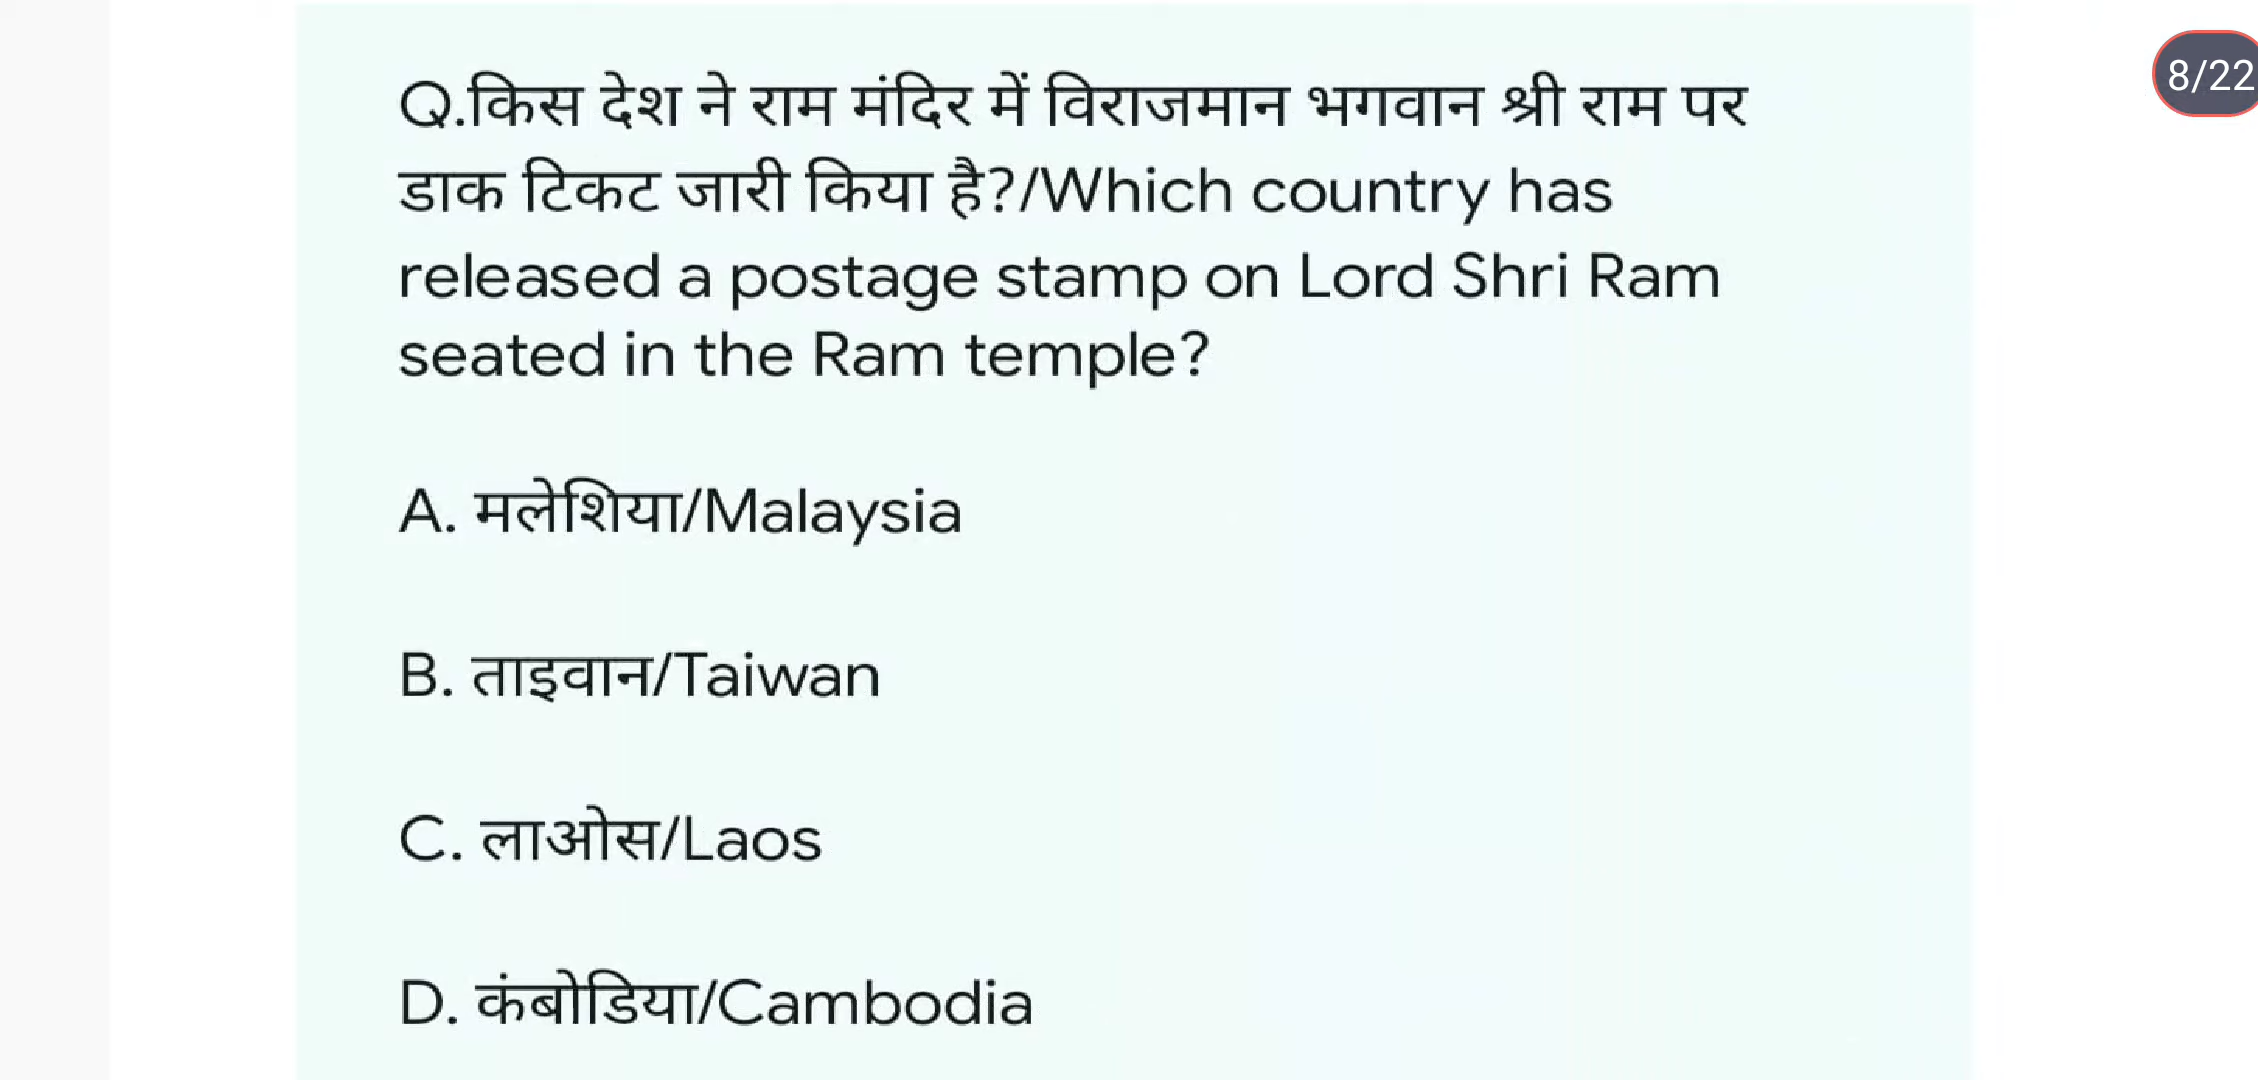 8/22
Q.किस देश ने राम मंदिर में विराजमान भगवान श्री राम पर
डाक टिकट जारी किया है?/Which country has
released a postage stamp on Lord Shri Ram
seated in the Ram temple?
A. मलेशिया/Malaysia
B. ताइवान/Taiwan
C. लाओस/Laos
D. कंबोडिया/Cambodia